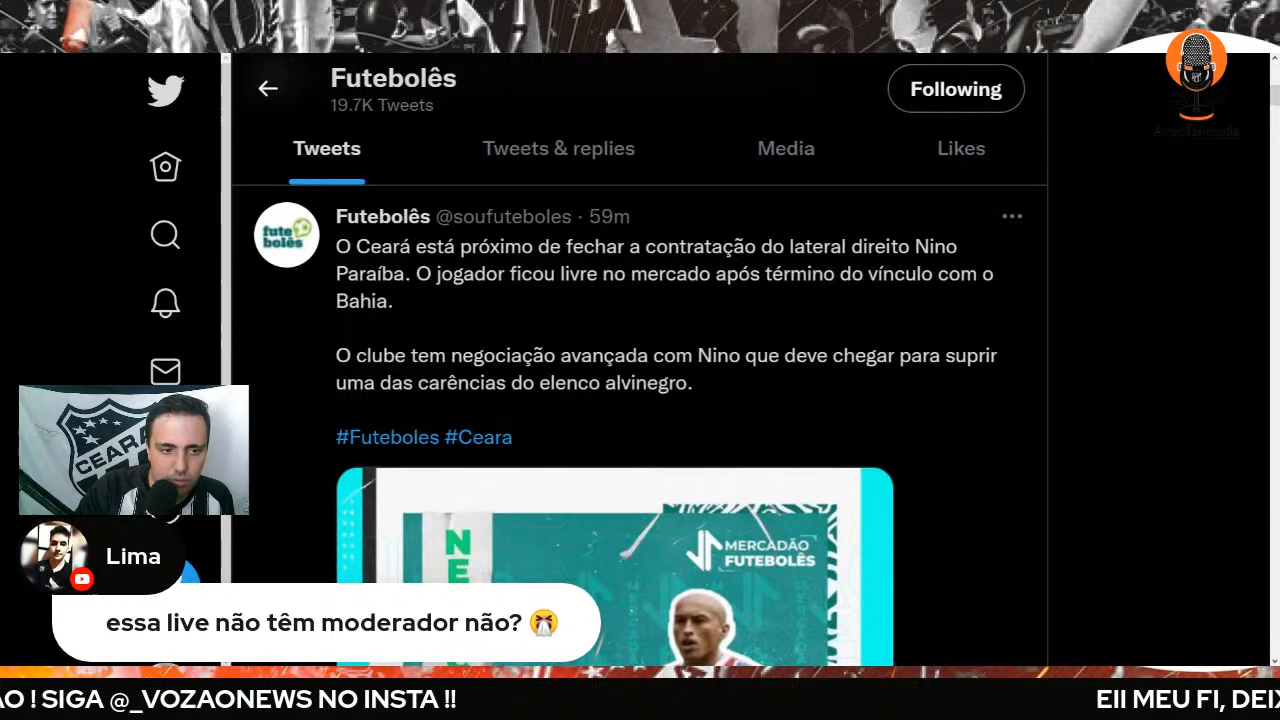 Futebolês
19.7K Tweets
Following
Tweets
Tweets & replies
Media
Likes
Futebolês @soufuteboles · 59m
O Ceará está próximo de fechar a contratação do lateral direito Nino
Paraíba. O jogador ficou livre no mercado após término do vínculo com o
Bahia.
O clube tem negociação avançada com Nino que deve chegar para suprir
uma das carências do elenco alvinegro.
#Futeboles #Ceara
futebolês
MERCADÃO
FUTEBOLÊS
N
E
CEARÁ
Lima
essa live não têm moderador não? 🤧
ÃO ! SIGA @_VOZAONEWS NO INSTA !!
EII MEU FI, DEIX